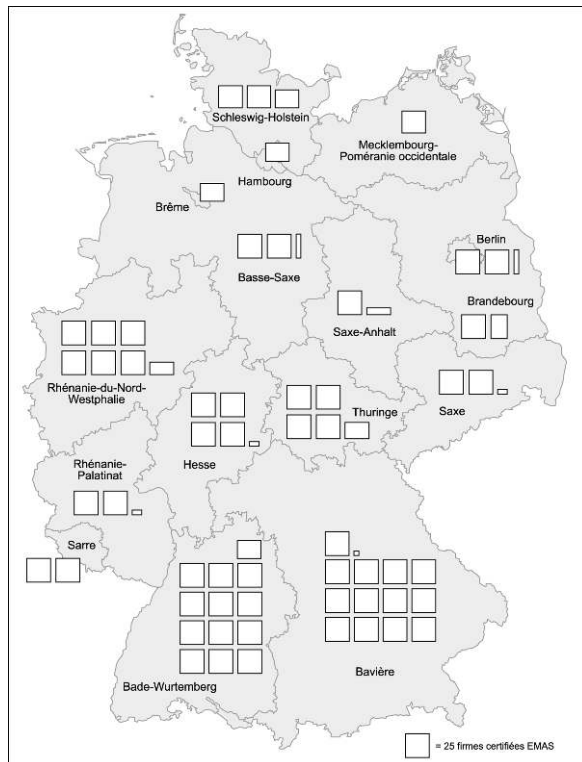 Schleswig-Holstein
Mecklembourg-
Poméranie occidentale
Hambourg
Brême
Berlin
Basse-Saxe
Brandebourg
Saxe-Anhalt
Rhénanie-du-Nord-
Westphalie
Thuringe
Saxe
Hesse
Rhénanie-
Palatinat
Sarre
Bavière
Bade-Wurtemberg
= 25 firmes certifiées EMAS